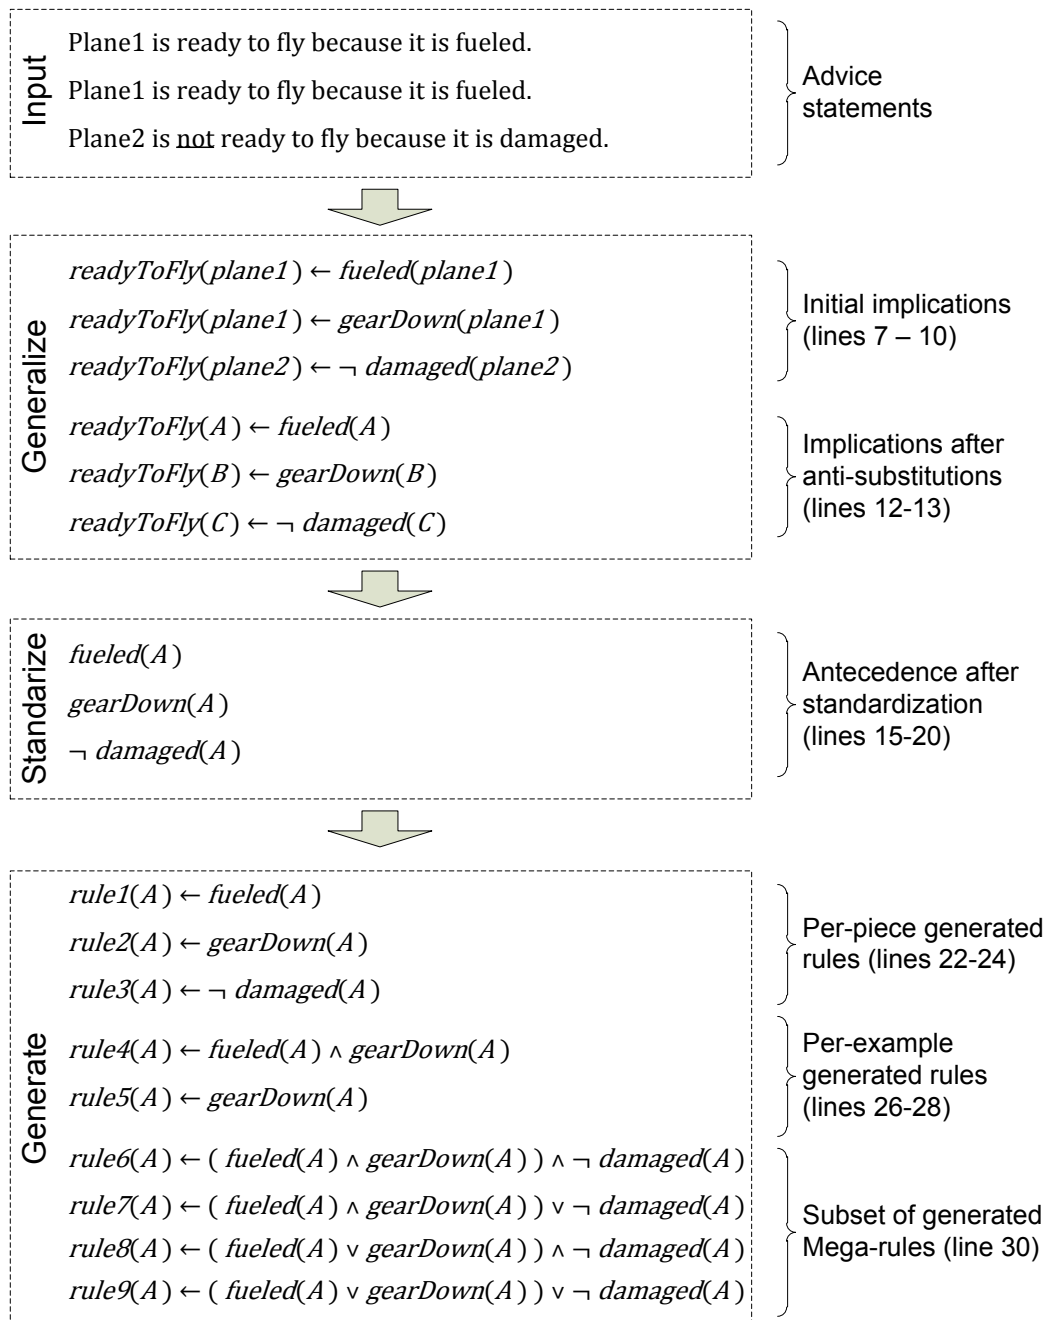 Input
Plane1 is ready to fly because it is fueled.
Plane1 is ready to fly because it is fueled.
Plane2 is not ready to fly because it is damaged.
Advice
statements
Generalize
readyToFly(plane1) ← fueled(plane1)
readyToFly(plane1) ← gearDown(plane1)
readyToFly(plane2) ← ¬ damaged(plane2)
Initial implications
(lines 7 – 10)
readyToFly(A) ← fueled(A)
readyToFly(B) ← gearDown(B)
readyToFly(C) ← ¬ damaged(C)
Implications after
anti-substitutions
(lines 12-13)
Standarize
fueled(A)
gearDown(A)
¬ damaged(A)
Antecedence after
standardization
(lines 15-20)
Generate
rule1(A) ← fueled(A)
rule2(A) ← gearDown(A)
rule3(A) ← ¬ damaged(A)
Per-piece generated
rules (lines 22-24)
rule4(A) ← fueled(A) ∧ gearDown(A)
rule5(A) ← gearDown(A)
Per-example
generated rules
(lines 26-28)
rule6(A) ← ( fueled(A) ∧ gearDown(A) ) ∧ ¬ damaged(A)
rule7(A) ← ( fueled(A) ∧ gearDown(A) ) ∨ ¬ damaged(A)
rule8(A) ← ( fueled(A) ∨ gearDown(A) ) ∧ ¬ damaged(A)
rule9(A) ← ( fueled(A) ∨ gearDown(A) ) ∨ ¬ damaged(A)
Subset of generated
Mega-rules (line 30)